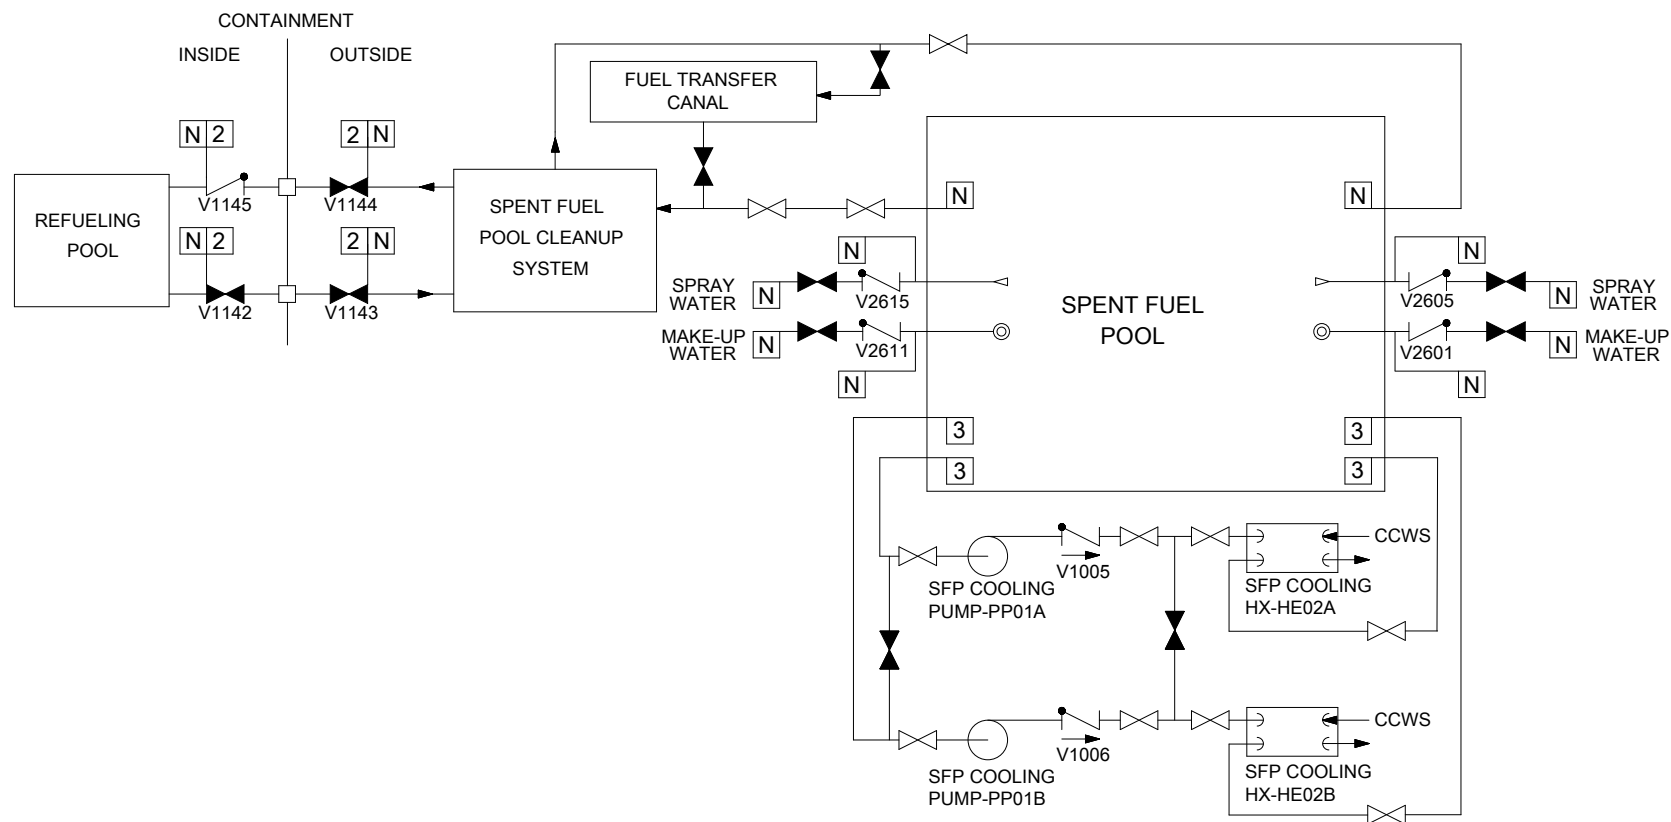 CONTAINMENT
INSIDE
OUTSIDE
FUEL TRANSFER
CANAL
N 2
2 N
V1145
V1144
REFUELING
POOL
SPENT FUEL
POOL CLEANUP
SYSTEM
N 2
2 N
V1142
V1143
N
N
N
N
SPRAY
WATER
N
V2615
V2605
N
SPRAY
WATER
SPENT FUEL
POOL
MAKE-UP
WATER
N
V2611
V2601
N
MAKE-UP
WATER
N
N
3
3
3
3
CCWS
V1005
SFP COOLING
PUMP-PP01A
SFP COOLING
HX-HE02A
CCWS
V1006
SFP COOLING
PUMP-PP01B
SFP COOLING
HX-HE02B